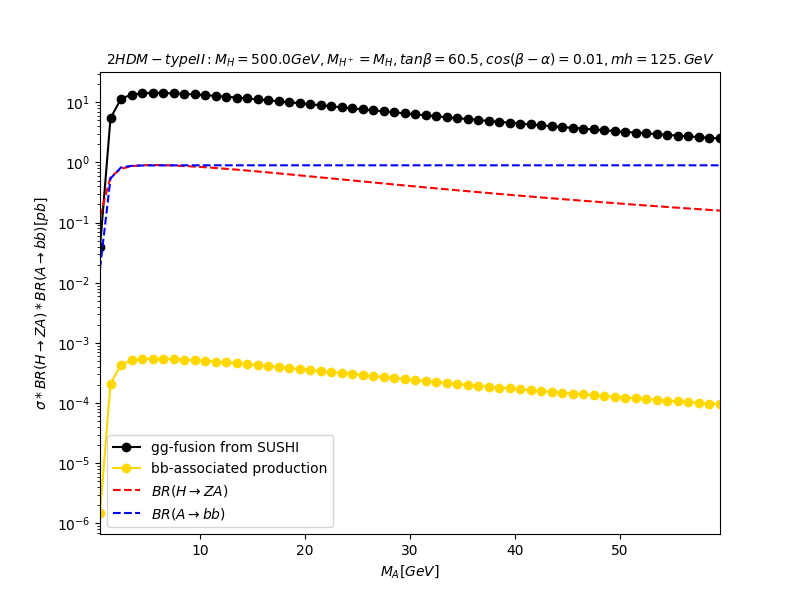 2HDM − typeII : M_H = 500.0GeV, M_{H^+} = M_H, tanβ = 60.5, cos(β − α) = 0.01, mh = 125.GeV
σ * BR(H → ZA) * BR(A → bb)[pb]
10^1
10^0
10^{-1}
10^{-2}
10^{-3}
10^{-4}
10^{-5}
10^{-6}
gg-fusion from SUSHI
bb-associated production
BR(H → ZA)
BR(A → bb)
10 20 30 40 50
M_A[GeV]